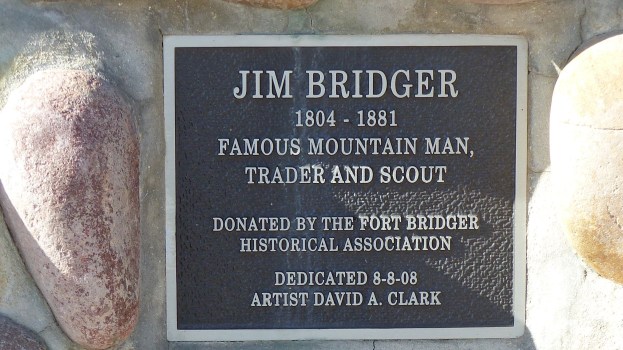 JIM BRIDGER
1804 - 1881
FAMOUS MOUNTAIN MAN,
TRADER AND SCOUT
DONATED BY THE FORT BRIDGER
HISTORICAL ASSOCIATION
DEDICATED 8-8-08
ARTIST DAVID A. CLARK